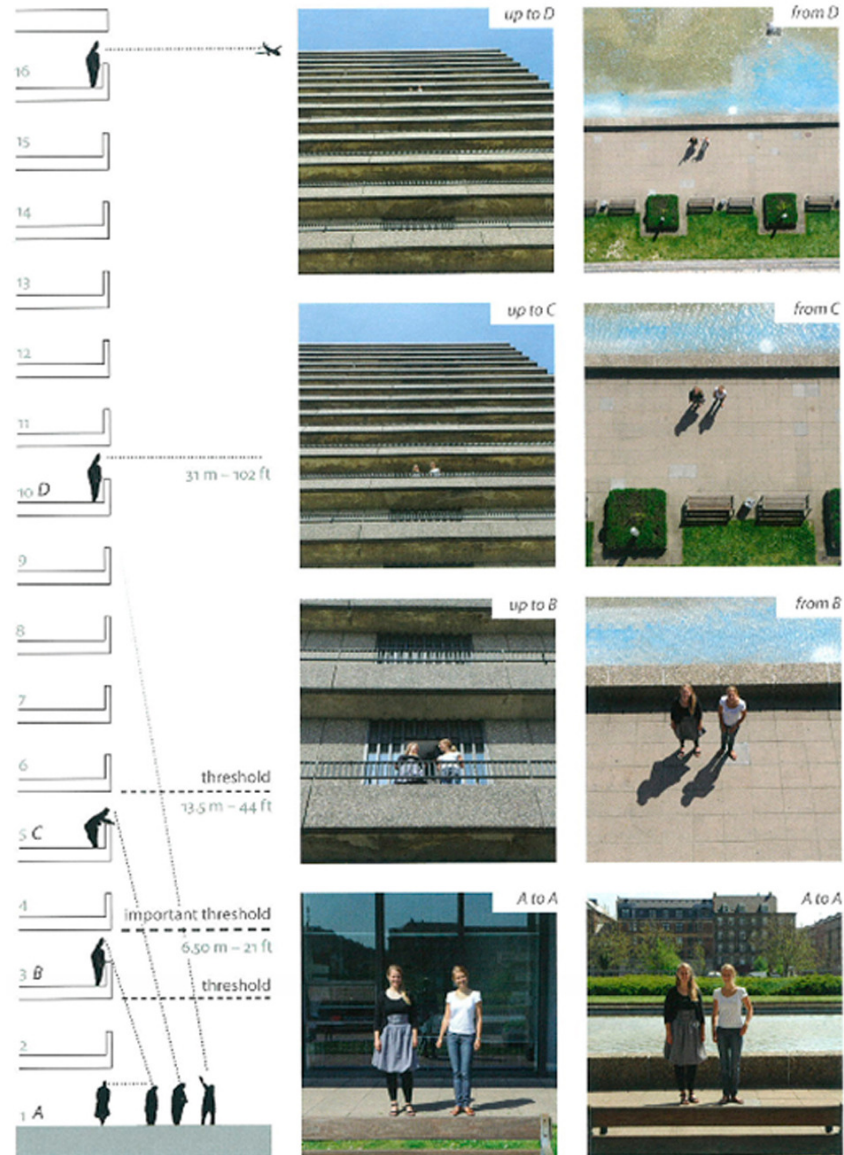 up to D
from D
16
15
14
13
12
11
31 m – 102 ft
10 D
9
8
7
6
threshold
13.5 m – 44 ft
5 C
4
important threshold
6.50 m – 21 ft
3 B
threshold
2
1 A
up to C
from C
up to B
from B
A to A
A to A